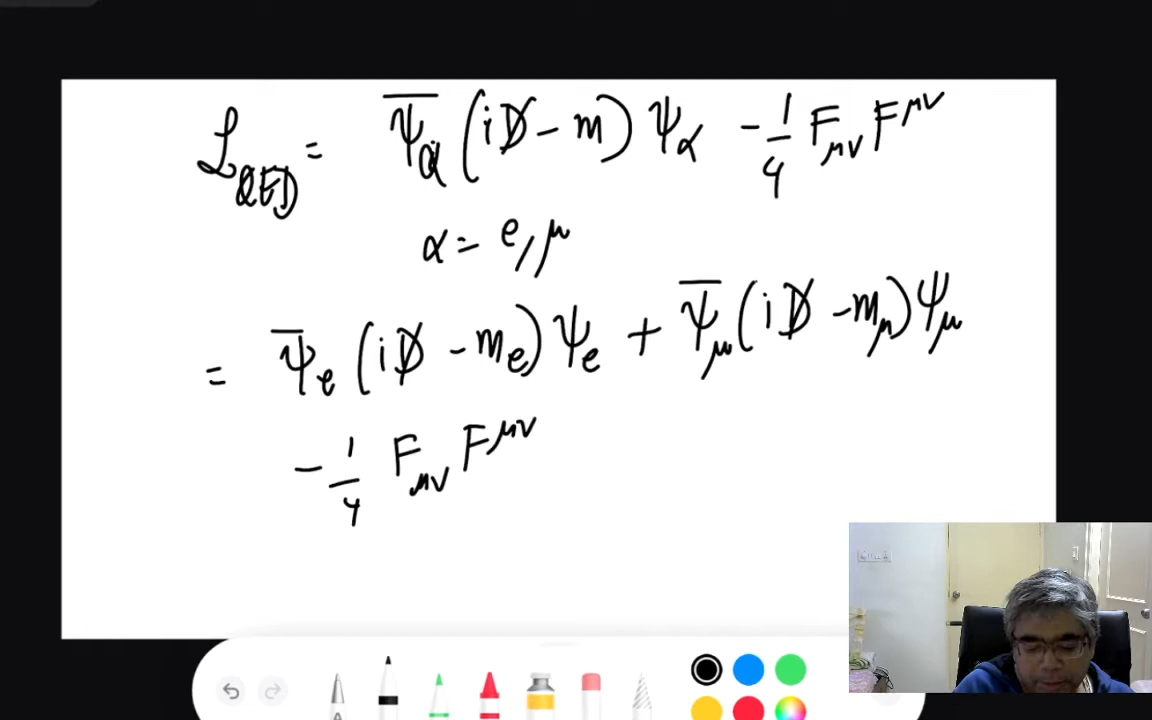 ℒ_QED = ψ̄_α (iD̸ − m) ψ_α − 1/4 F_μν F^μν
α = e, μ
= ψ̄_e (iD̸ − m_e) ψ_e + ψ̄_μ (iD̸ − m_μ) ψ_μ
− 1/4 F_μν F^μν
A